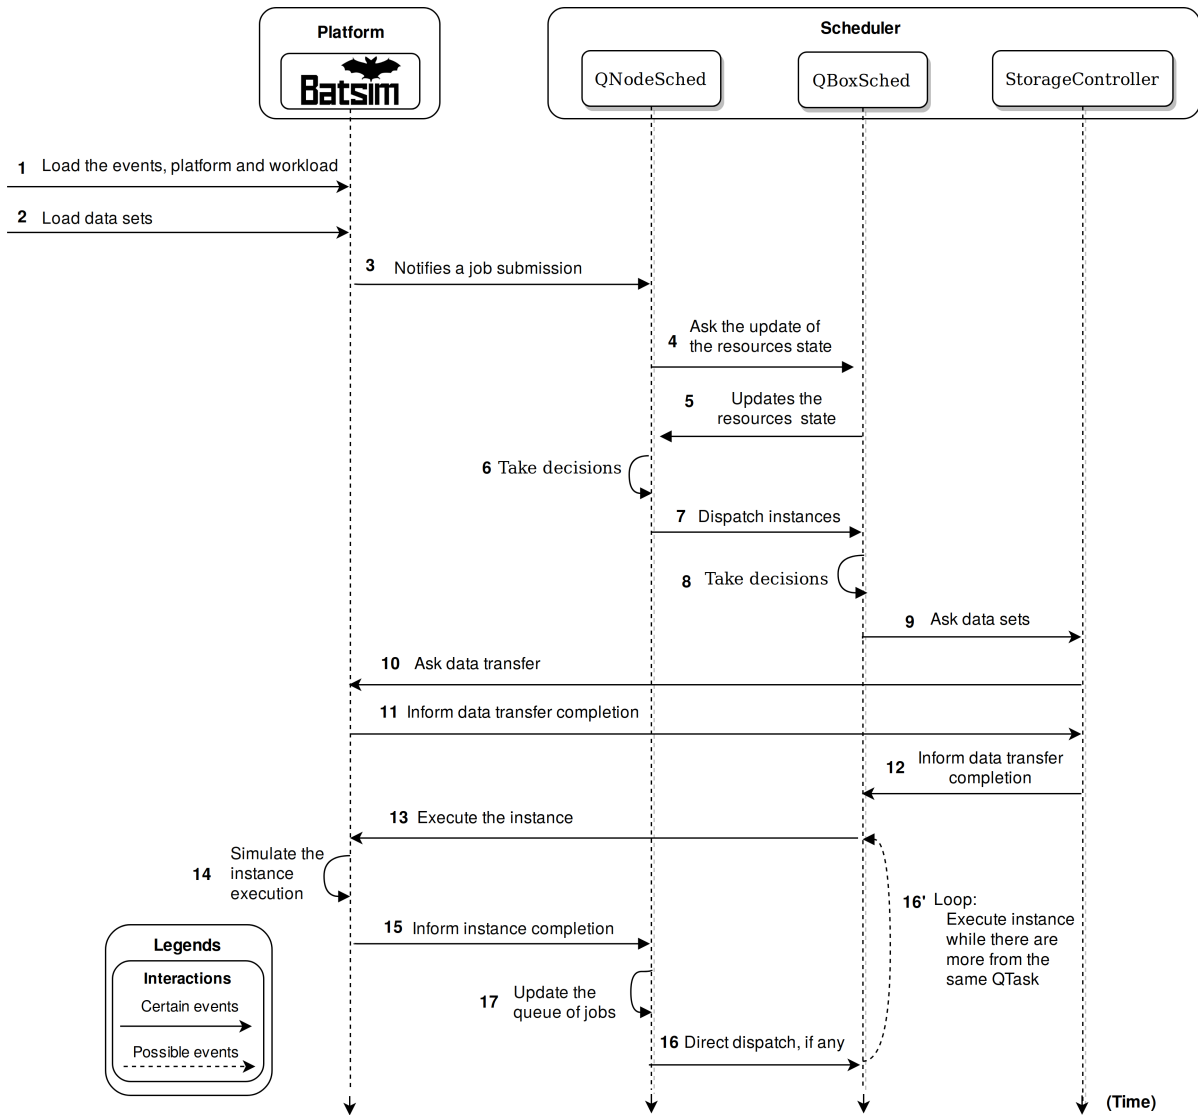 Platform
Batsim
Scheduler
QNodeSched
QBoxSched
StorageController
1 Load the events, platform and workload
2 Load data sets
3 Notifies a job submission
4 Ask the update of
the resources state
5 Updates the
resources state
6 Take decisions
7 Dispatch instances
8 Take decisions
9 Ask data sets
10 Ask data transfer
11 Inform data transfer completion
12 Inform data transfer
completion
13 Execute the instance
14 Simulate the
instance
execution
15 Inform instance completion
16' Loop:
Execute instance
while there are
more from the
same QTask
17 Update the
queue of jobs
16 Direct dispatch, if any
Legends
Interactions
Certain events
Possible events
(Time)